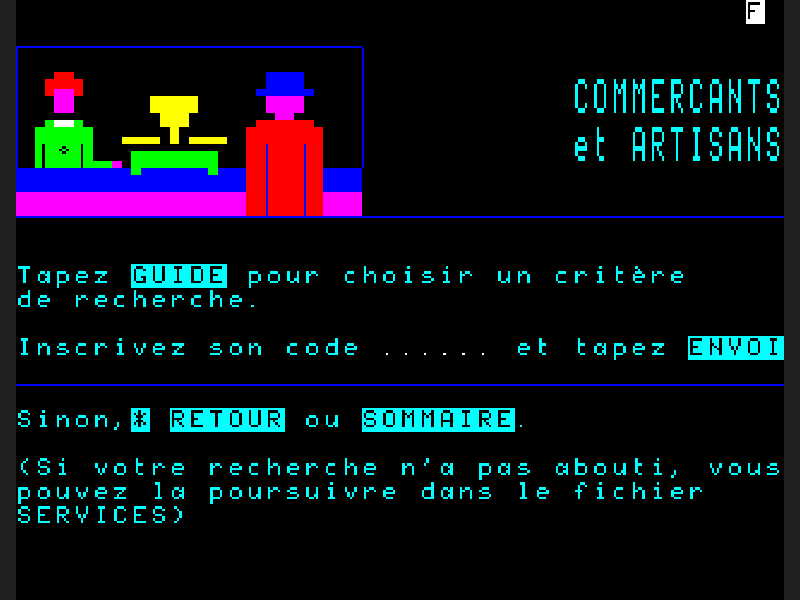 F
COMMERCANTS
et ARTISANS
Tapez GUIDE pour choisir un critère
de recherche.
Inscrivez son code ...... et tapez ENVOI
Sinon,* RETOUR ou SOMMAIRE.
(Si votre recherche n'a pas abouti, vous
pouvez la poursuivre dans le fichier
SERVICES)